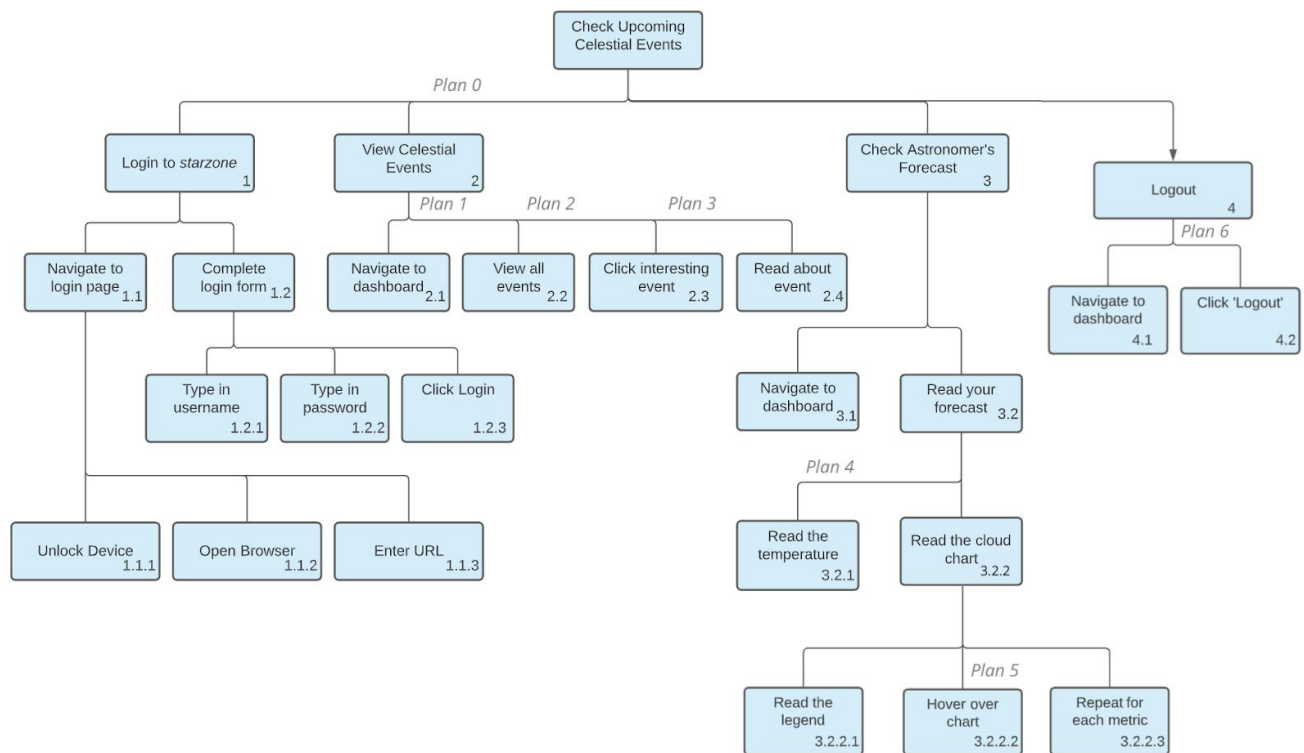 Check Upcoming
Celestial Events
Plan 0
Login to starzone
1
View Celestial
Events
2
Check Astronomer's
Forecast
3
Logout
4
Plan 1
Plan 2
Plan 3
Plan 6
Navigate to
login page
1.1
Complete
login form
1.2
Navigate to
dashboard
2.1
View all
events
2.2
Click interesting
event
2.3
Read about
event
2.4
Navigate to
dashboard
4.1
Click 'Logout'
4.2
Type in
username
1.2.1
Type in
password
1.2.2
Click Login
1.2.3
Navigate to
dashboard
3.1
Read your
forecast
3.2
Plan 4
Unlock Device
1.1.1
Open Browser
1.1.2
Enter URL
1.1.3
Read the
temperature
3.2.1
Read the cloud
chart
3.2.2
Plan 5
Read the
legend
3.2.2.1
Hover over
chart
3.2.2.2
Repeat for
each metric
3.2.2.3